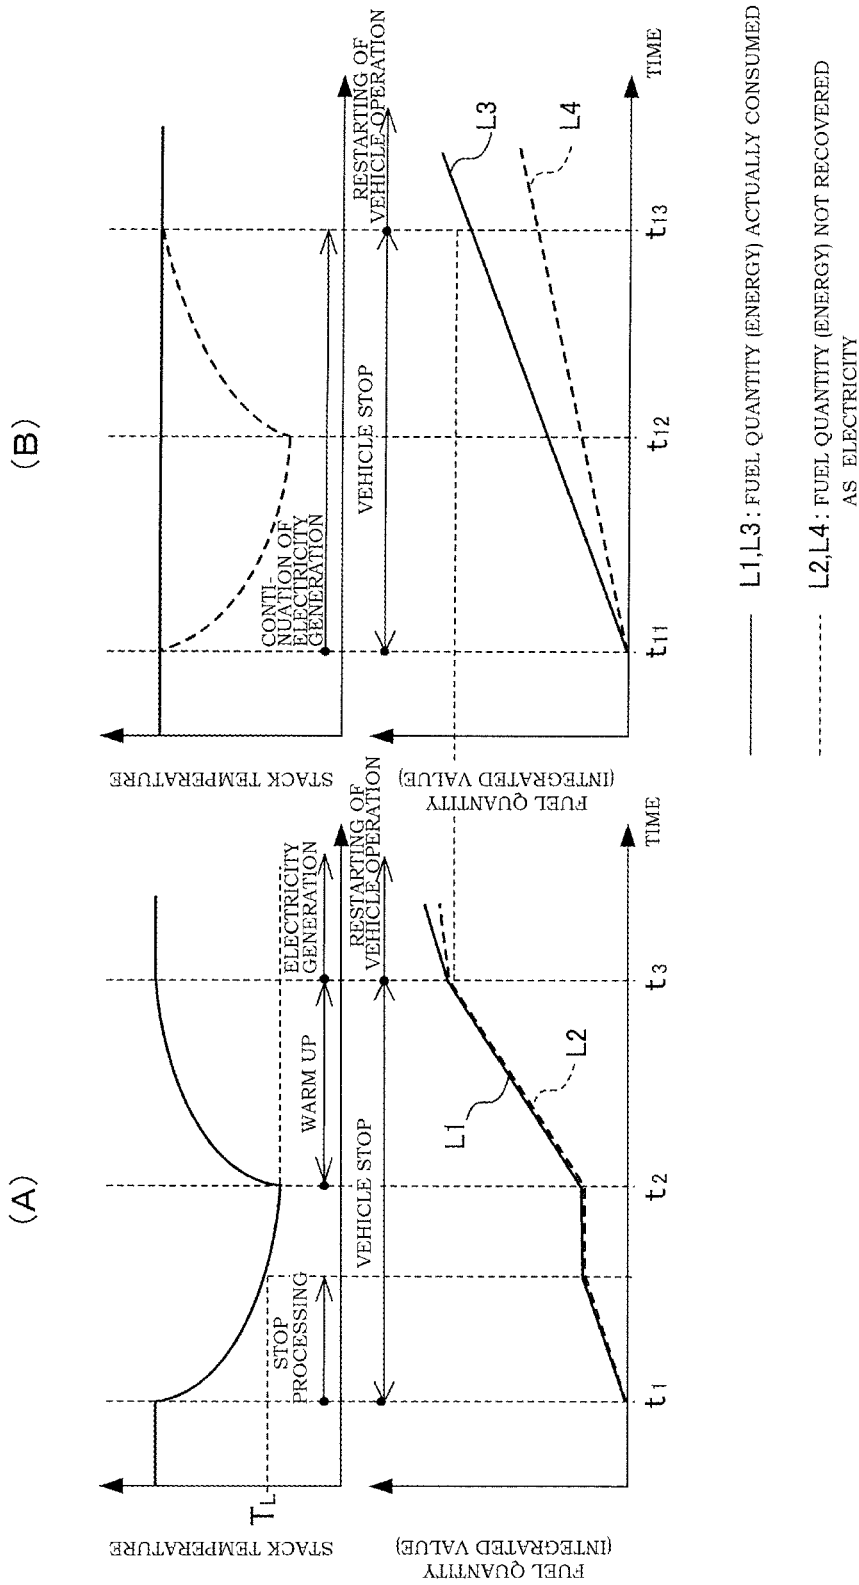 (A)
STACK TEMPERATURE
TL
STOP
PROCESSING
WARM UP
ELECTRICITY
GENERATION
VEHICLE STOP
RESTARTING OF
VEHICLE OPERATION
FUEL QUANTITY
(INTEGRATED VALUE)
L1
L2
t1
t2
t3
TIME
(B)
STACK TEMPERATURE
CONTI-
NUATION OF
ELECTRICITY
GENERATION
VEHICLE STOP
RESTARTING OF
VEHICLE OPERATION
FUEL QUANTITY
(INTEGRATED VALUE)
L3
L4
t11
t12
t13
TIME
L1,L3 : FUEL QUANTITY (ENERGY) ACTUALLY CONSUMED
L2,L4 : FUEL QUANTITY (ENERGY) NOT RECOVERED
AS ELECTRICITY